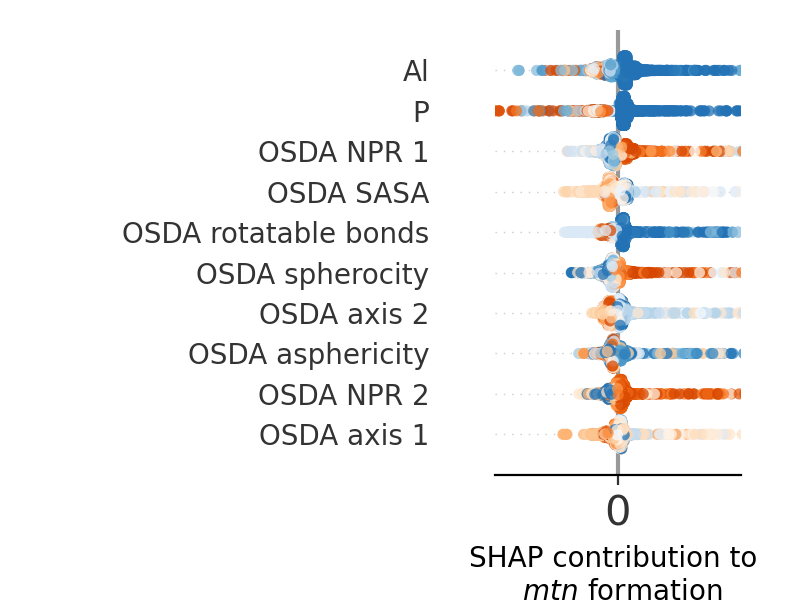 Al
P
OSDA NPR 1
OSDA SASA
OSDA rotatable bonds
OSDA spherocity
OSDA axis 2
OSDA asphericity
OSDA NPR 2
OSDA axis 1
0
SHAP contribution to
mtn formation